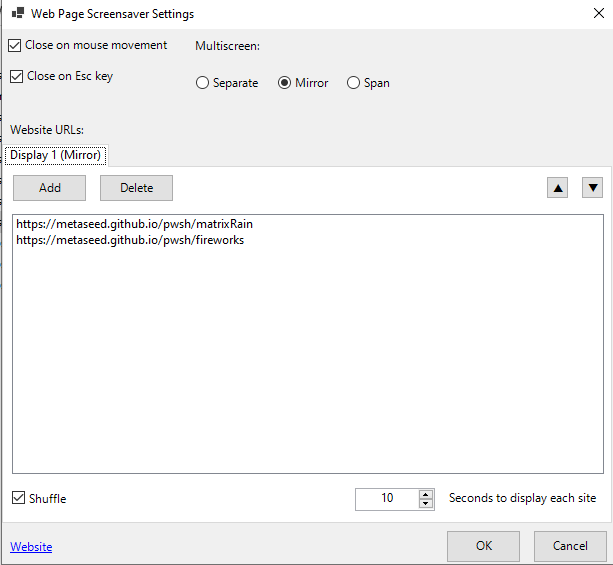 Web Page Screensaver Settings
Close on mouse movement
Multiscreen:
Close on Esc key
Separate
Mirror
Span
Website URLs:
Display 1 (Mirror)
Add
Delete
https://metaseed.github.io/pwsh/matrixRain
https://metaseed.github.io/pwsh/fireworks
Shuffle
10
Seconds to display each site
Website
OK
Cancel